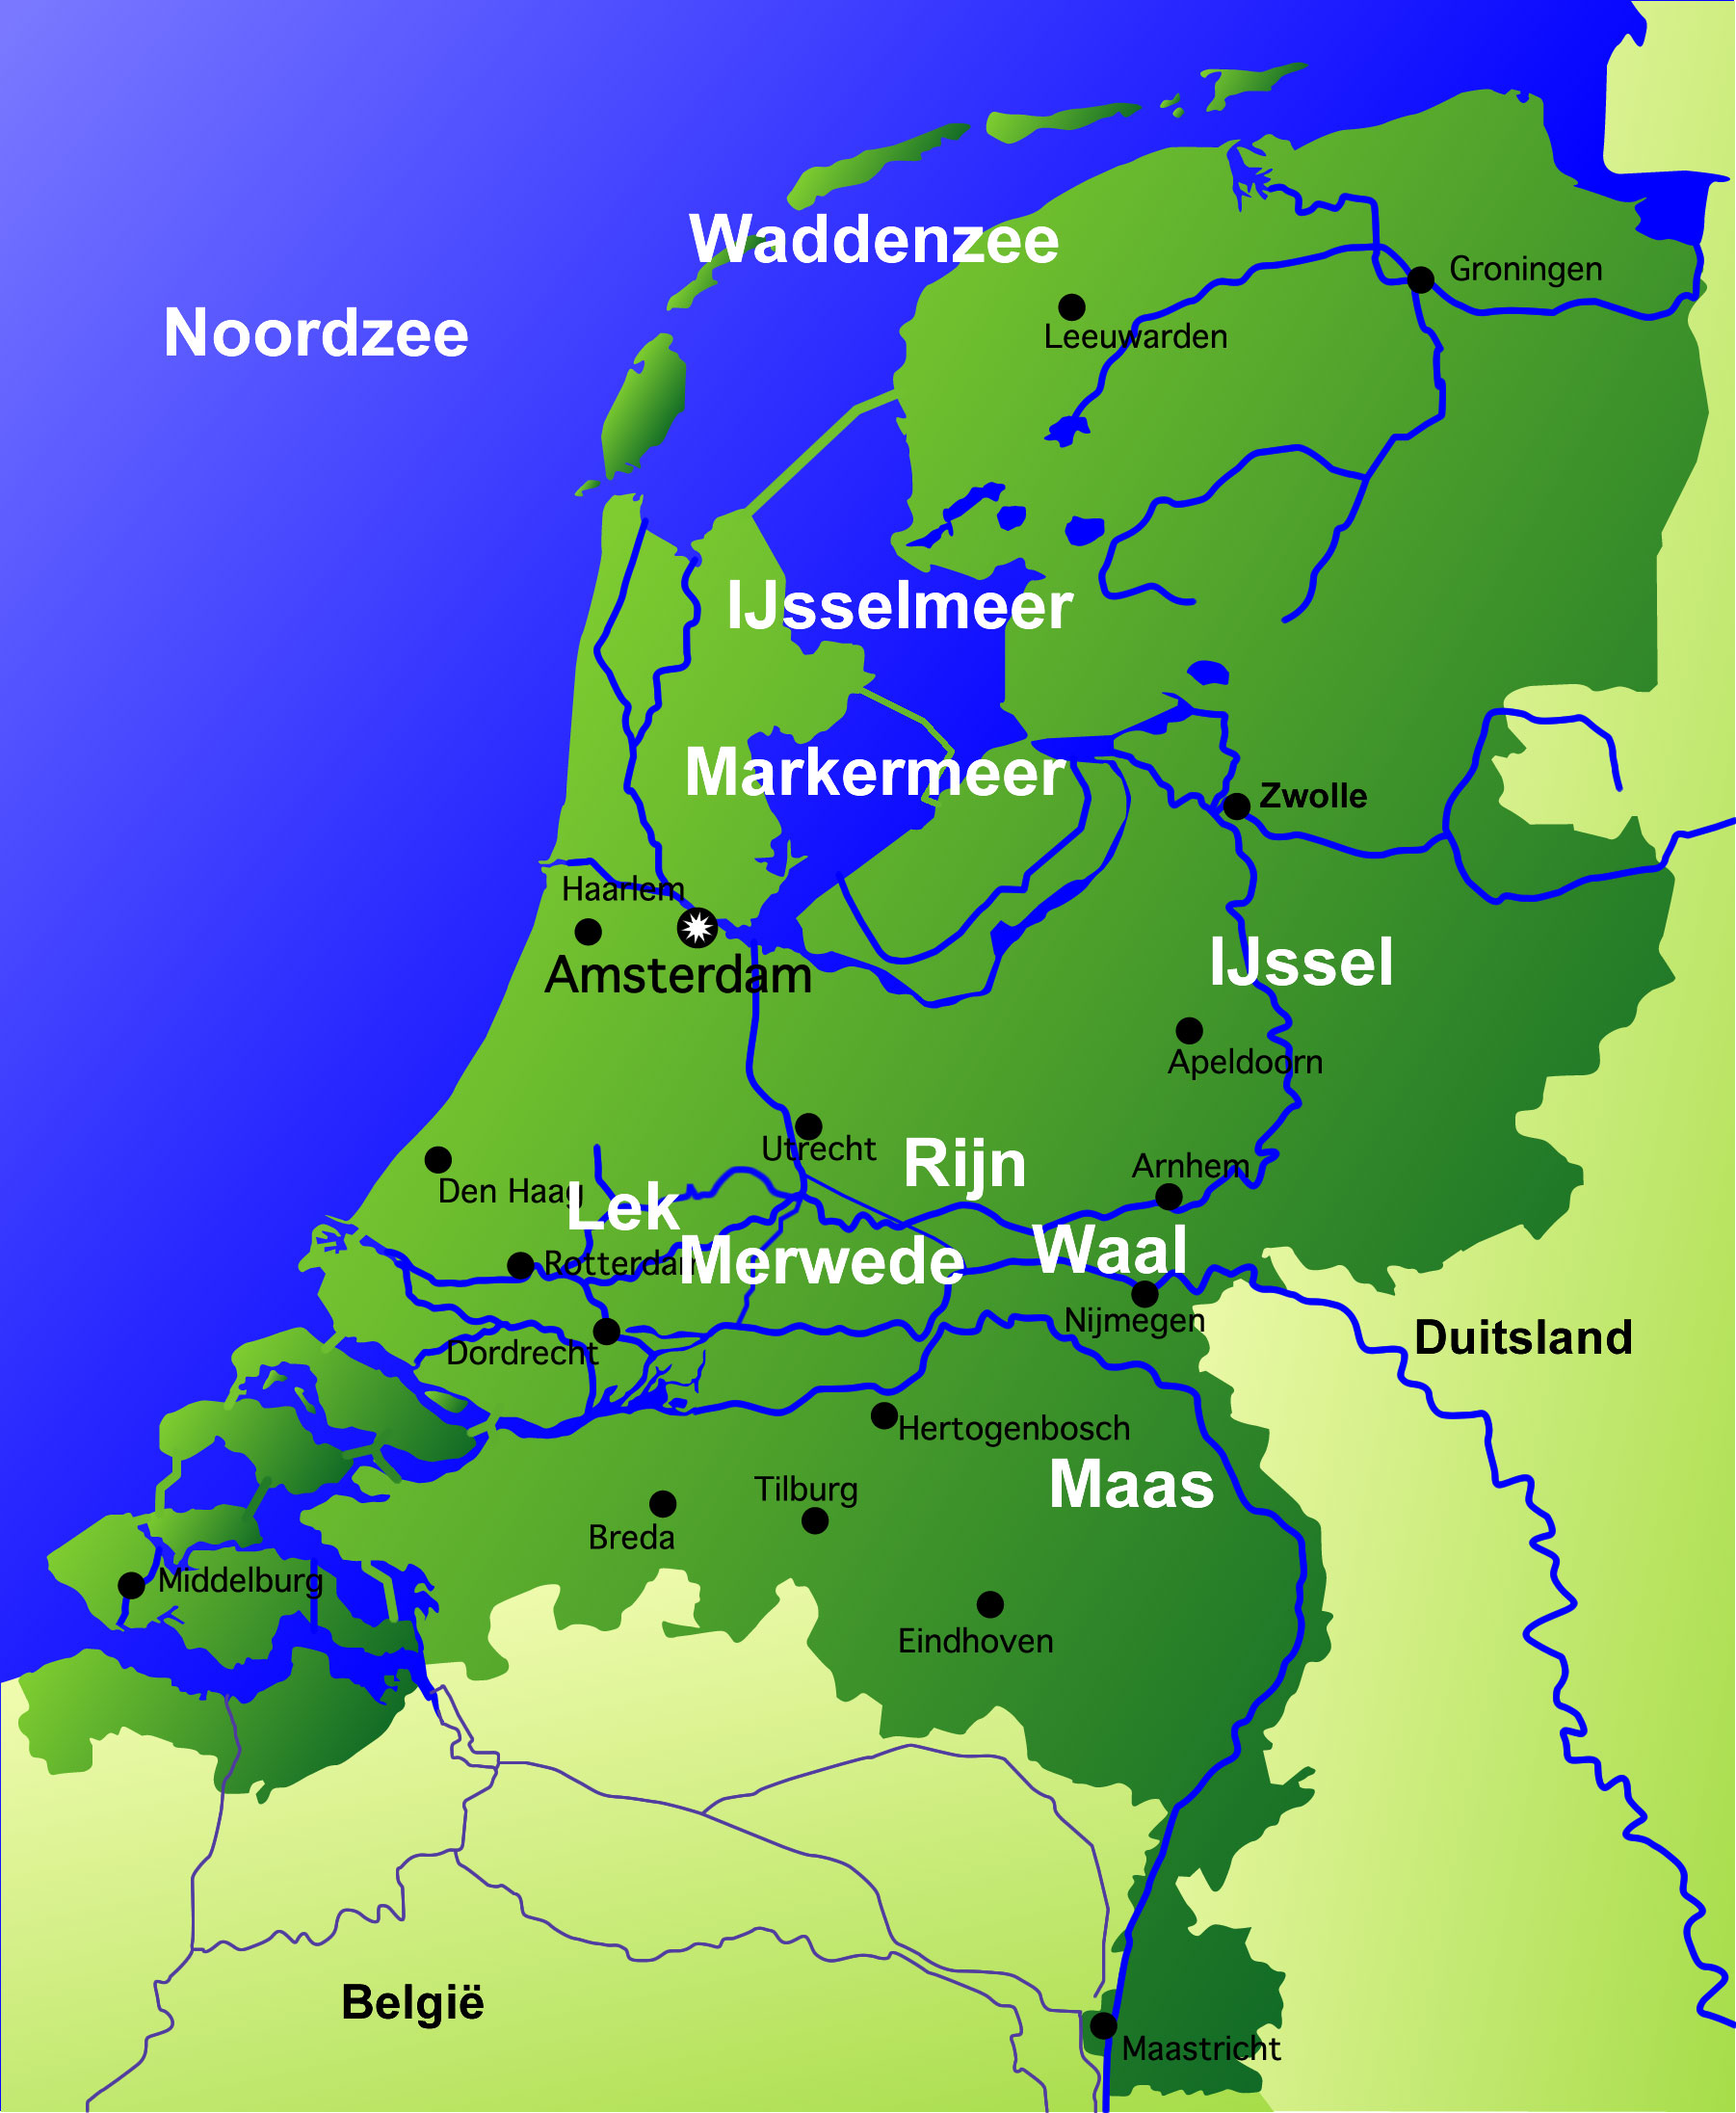 Waddenzee
Groningen
Noordzee
Leeuwarden
IJsselmeer
Markermeer
Zwolle
Haarlem
Amsterdam
IJssel
Apeldoorn
Utrecht
Rijn
Arnhem
Den Haag
Lek
Waal
Rotterdam
Merwede
Nijmegen
Duitsland
Dordrecht
Hertogenbosch
Maas
Tilburg
Breda
Middelburg
Eindhoven
België
Maastricht